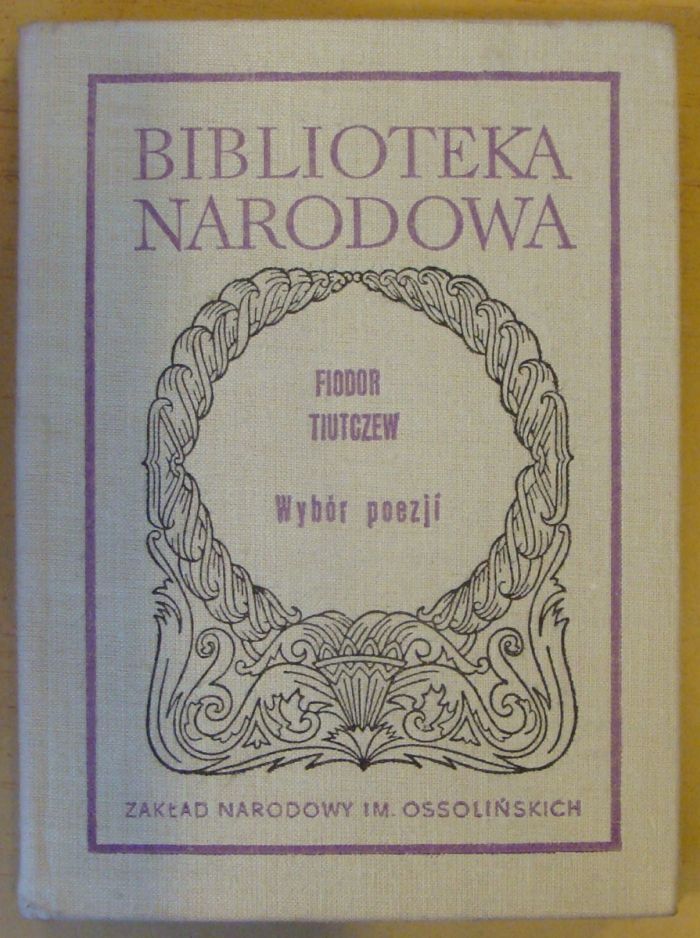 BIBLIOTEKA
NARODOWA
FIODOR
TIUTCZEW
Wybór poezji
ZAKŁAD NARODOWY IM. OSSOLIŃSKICH